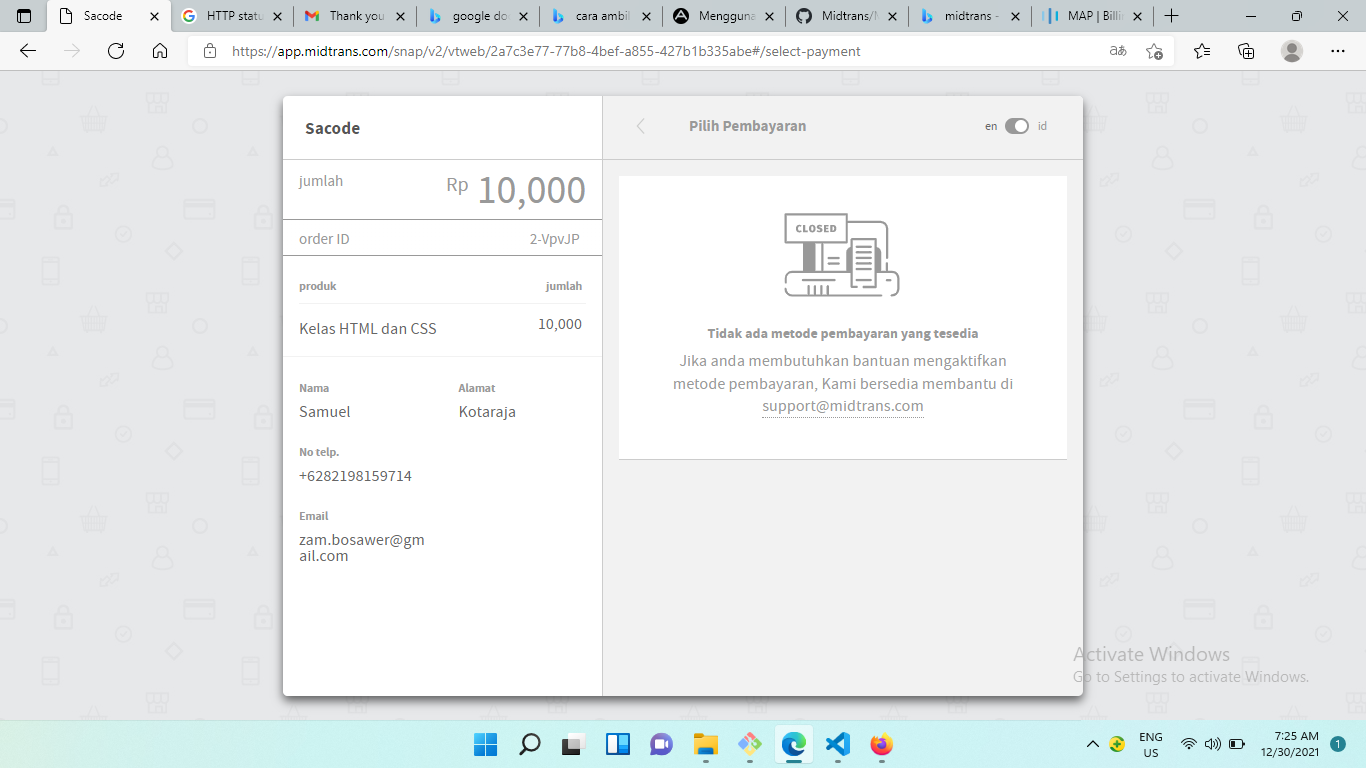 Sacode
HTTP statu
Thank you
google doc
cara ambil
Mengguna
Midtrans/M
midtrans -
MAP | Billin
https://app.midtrans.com/snap/v2/vtweb/2a7c3e77-77b8-4bef-a855-427b1b335abe#/select-payment
Sacode
jumlah
Rp 10,000
order ID
2-VpvJP
produk
jumlah
Kelas HTML dan CSS
10,000
Nama
Alamat
Samuel
Kotaraja
No telp.
+6282198159714
Email
zam.bosawer@gm
ail.com
Pilih Pembayaran
en
id
CLOSED
Tidak ada metode pembayaran yang tesedia
Jika anda membutuhkan bantuan mengaktifkan
metode pembayaran, Kami bersedia membantu di
support@midtrans.com
Activate Windows
Go to Settings to activate Windows.
ENG
US
7:25 AM
12/30/2021
1